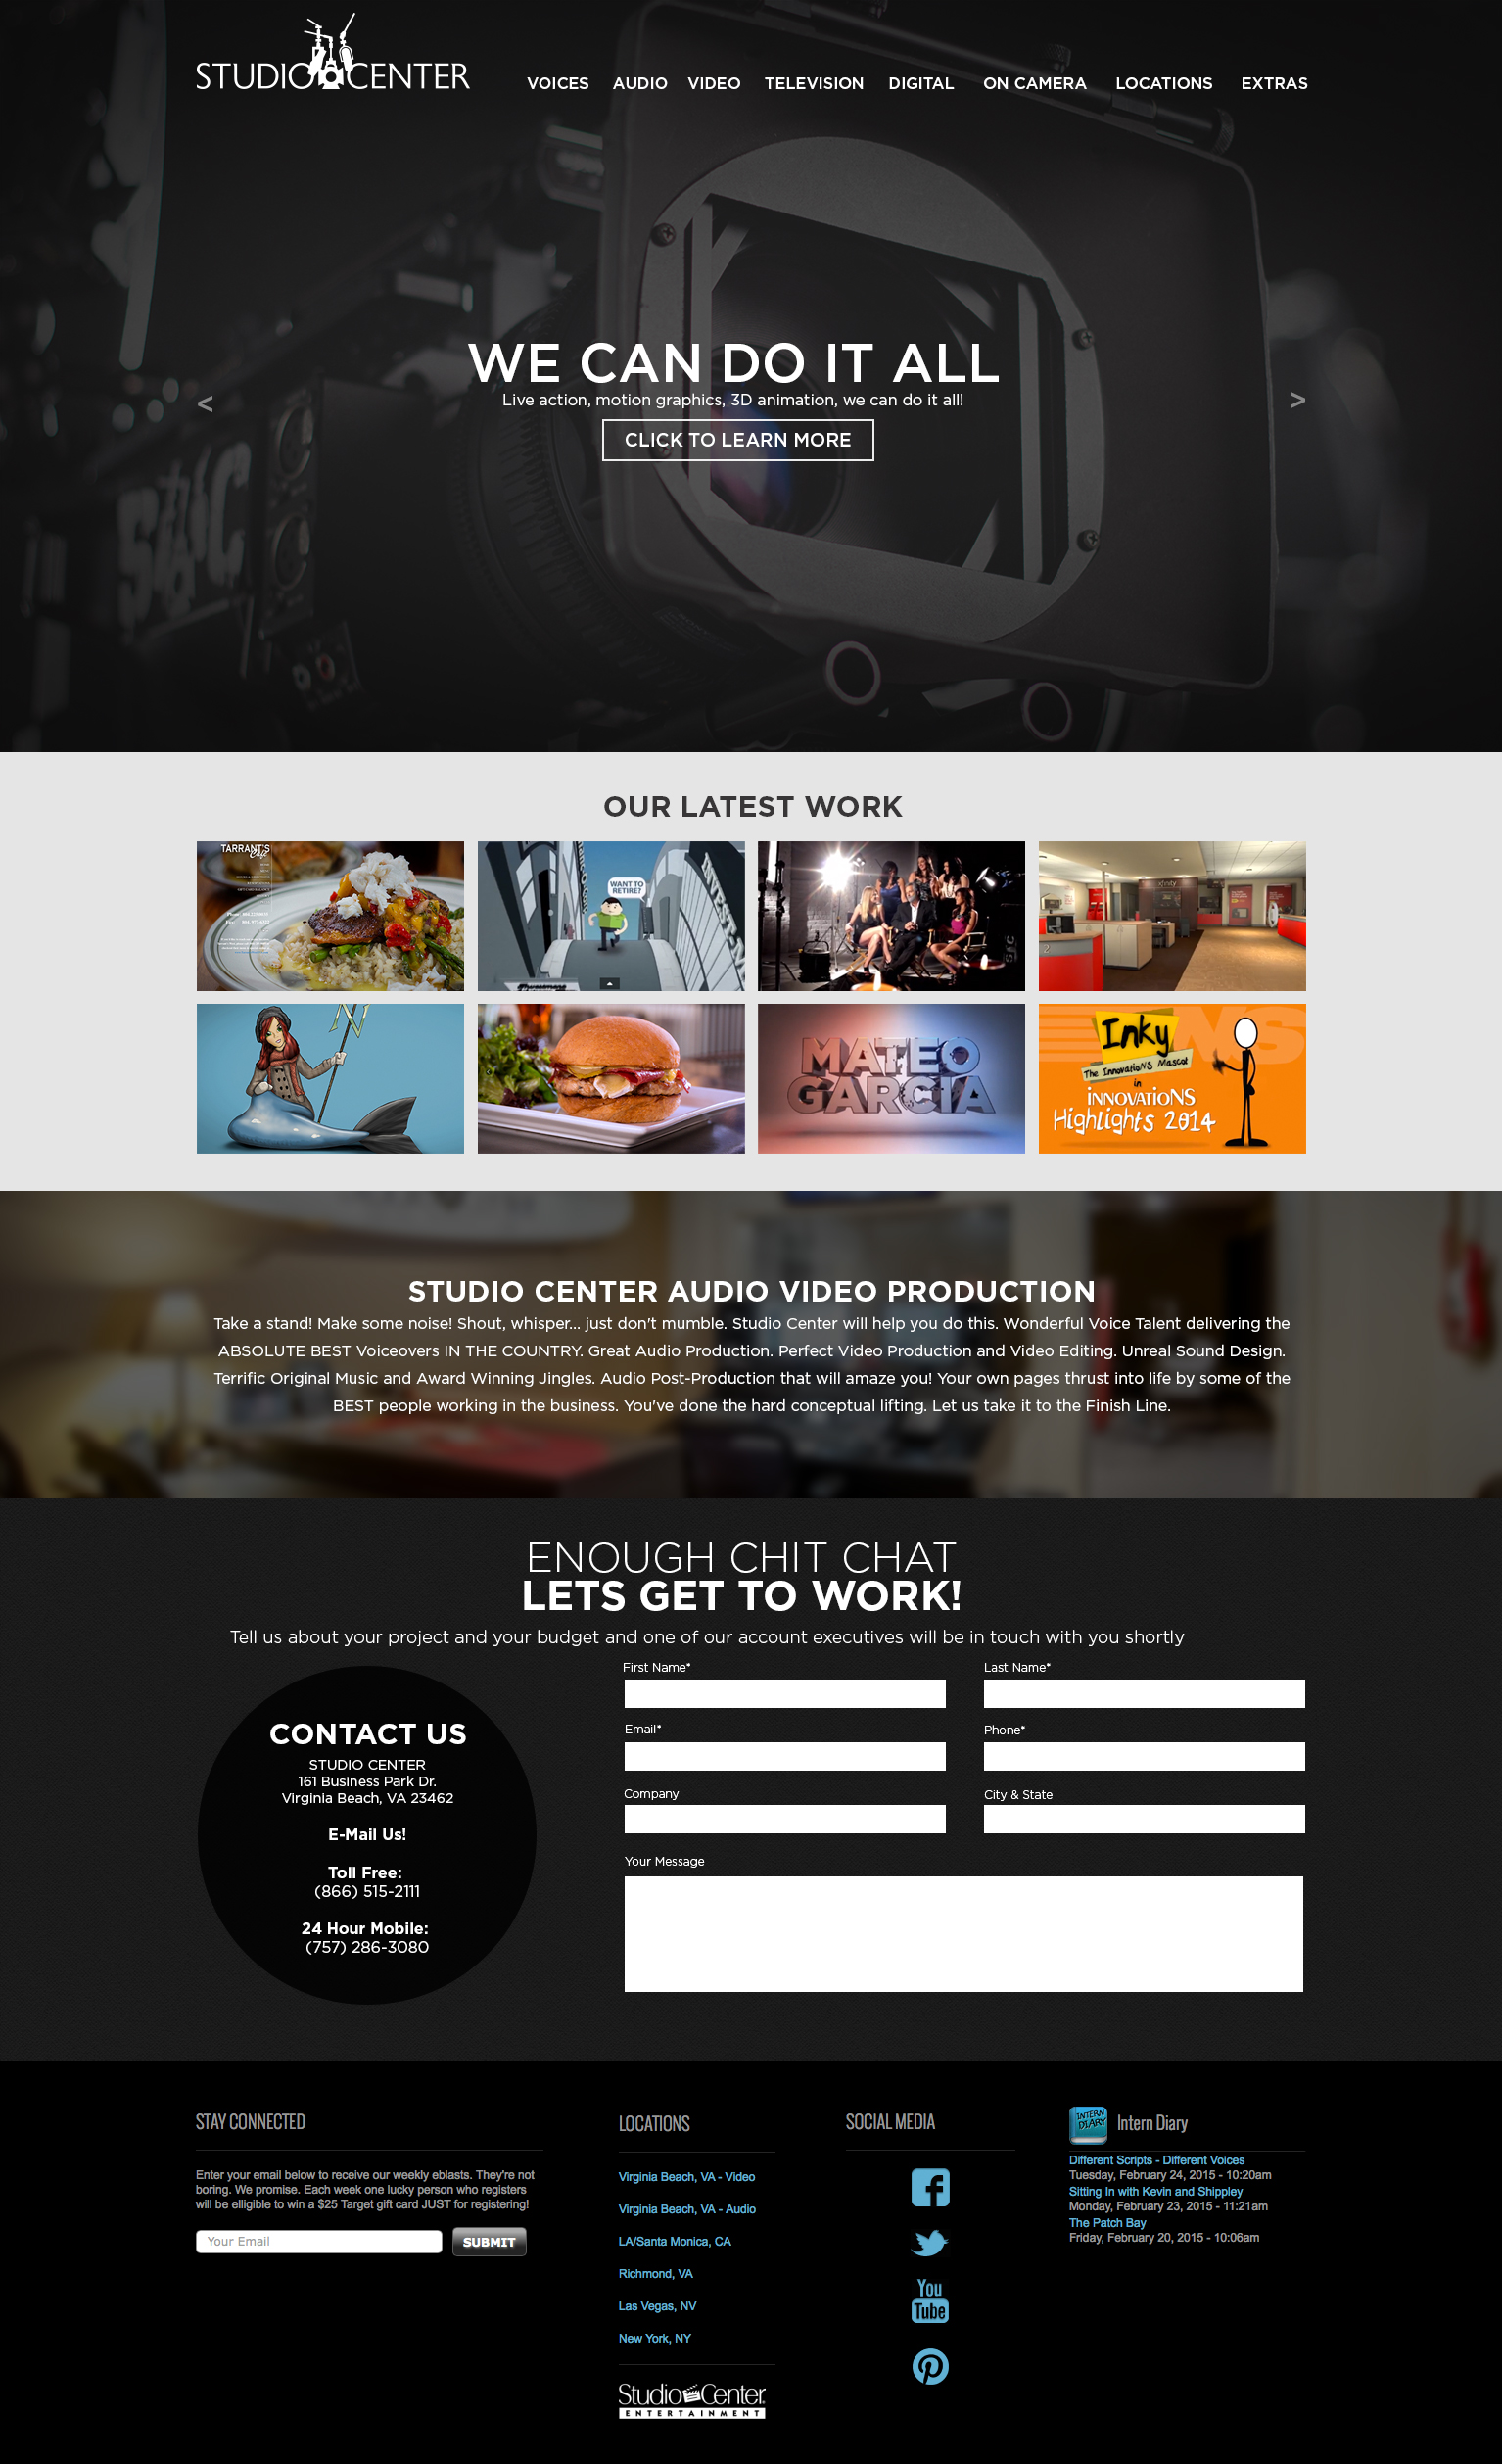 STUDIO CENTER
VOICES AUDIO VIDEO TELEVISION DIGITAL ON CAMERA LOCATIONS EXTRAS
WE CAN DO IT ALL
< >
Live action, motion graphics, 3D animation, we can do it all!
CLICK TO LEARN MORE
OUR LATEST WORK
TARRANT'S
Café
WANT TO
RETIRE?
xfinity
MATEO
GARCIA
Inky
The InnovatioNS Mascot
in
iNNOVATIONS
Highlights 2014
STUDIO CENTER AUDIO VIDEO PRODUCTION
Take a stand! Make some noise! Shout, whisper... just don't mumble. Studio Center will help you do this. Wonderful Voice Talent delivering the
ABSOLUTE BEST Voiceovers IN THE COUNTRY. Great Audio Production. Perfect Video Production and Video Editing. Unreal Sound Design.
Terrific Original Music and Award Winning Jingles. Audio Post-Production that will amaze you! Your own pages thrust into life by some of the
BEST people working in the business. You've done the hard conceptual lifting. Let us take it to the Finish Line.
ENOUGH CHIT CHAT
LETS GET TO WORK!
Tell us about your project and your budget and one of our account executives will be in touch with you shortly
CONTACT US
STUDIO CENTER
161 Business Park Dr.
Virginia Beach, VA 23462
E-Mail Us!
Toll Free:
(866) 515-2111
24 Hour Mobile:
(757) 286-3080
First Name* Last Name*
Email* Phone*
Company City & State
Your Message
STAY CONNECTED
Enter your email below to receive our weekly eblasts. They're not
boring. We promise. Each week one lucky person who registers
will be elligible to win a $25 Target gift card JUST for registering!
Your Email SUBMIT
LOCATIONS
Virginia Beach, VA - Video
Virginia Beach, VA - Audio
LA/Santa Monica, CA
Richmond, VA
Las Vegas, NV
New York, NY
Studio Center
ENTERTAINMENT
SOCIAL MEDIA
You
Tube
INTERN
DIARY
Intern Diary
Different Scripts - Different Voices
Tuesday, February 24, 2015 - 10:20am
Sitting In with Kevin and Shippley
Monday, February 23, 2015 - 11:21am
The Patch Bay
Friday, February 20, 2015 - 10:06am